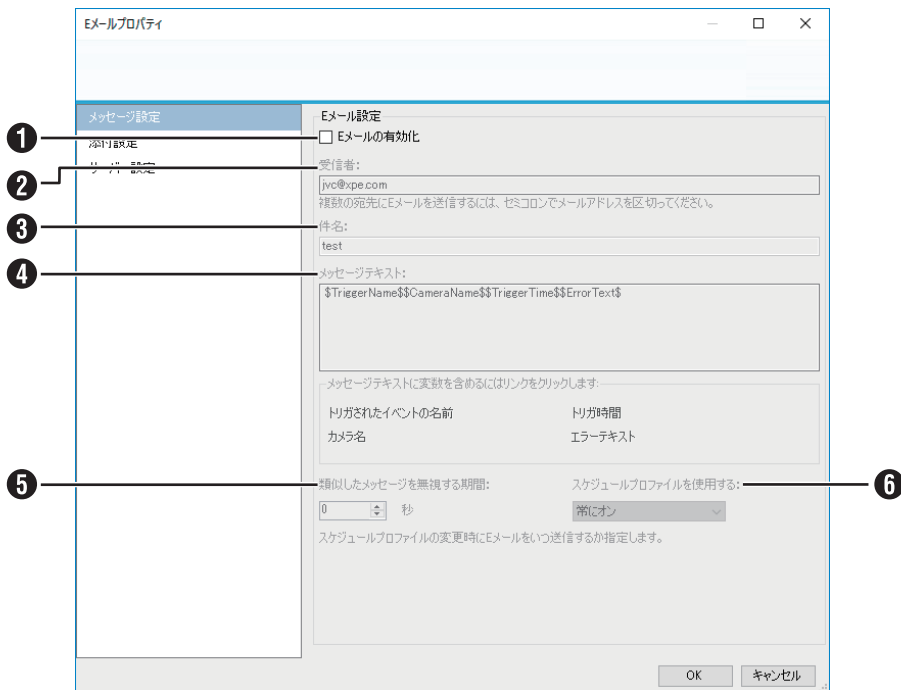 Eメールプロパティ
メッセージ設定
添付設定
サーバー設定
Eメール設定
❶
Eメールの有効化
❷
受信者:
jvc@xpe.com
複数の宛先にEメールを送信するには、セミコロンでメールアドレスを区切ってください。
❸
件名:
test
❹
メッセージテキスト:
$TriggerName$$CameraName$$TriggerTime$$ErrorText$
メッセージテキストに変数を含めるにはリンクをクリックします:
トリガされたイベントの名前 トリガ時間
カメラ名 エラーテキスト
❺
類似したメッセージを無視する期間: スケジュールプロファイルを使用する:
❻
0 秒 常にオン
スケジュールプロファイルの変更時にEメールをいつ送信するか指定します。
OK キャンセル